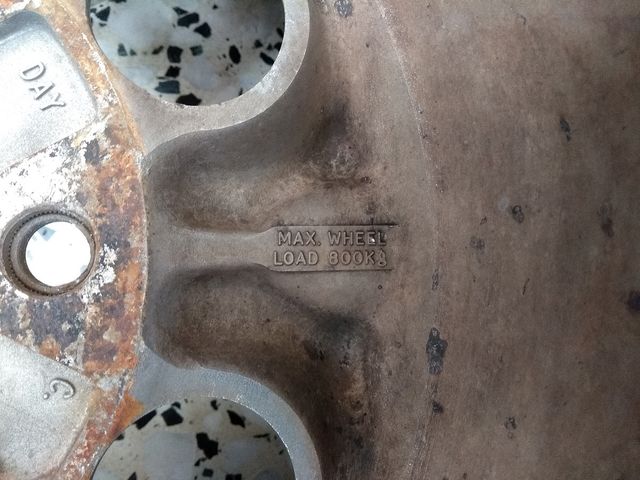 DAY
MAX. WHEEL
LOAD 800Kg
C.